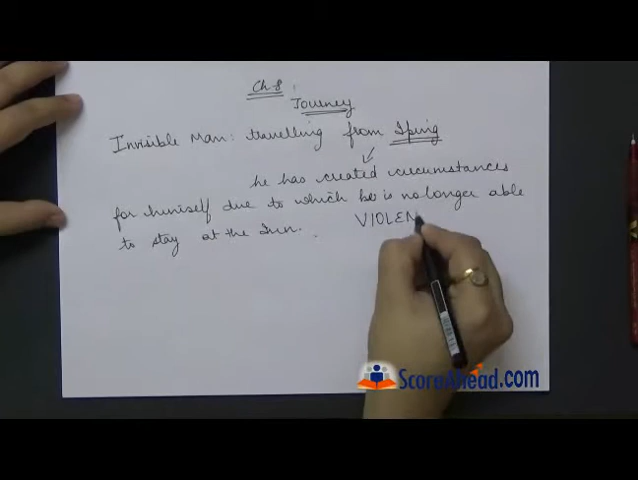 Ch-8
Journey
Invisible Man: travelling from Iping
he has created circumstances
for himself due to which he is no longer able
to stay at the Inn.
VIOLEN
ScoreAhead.com